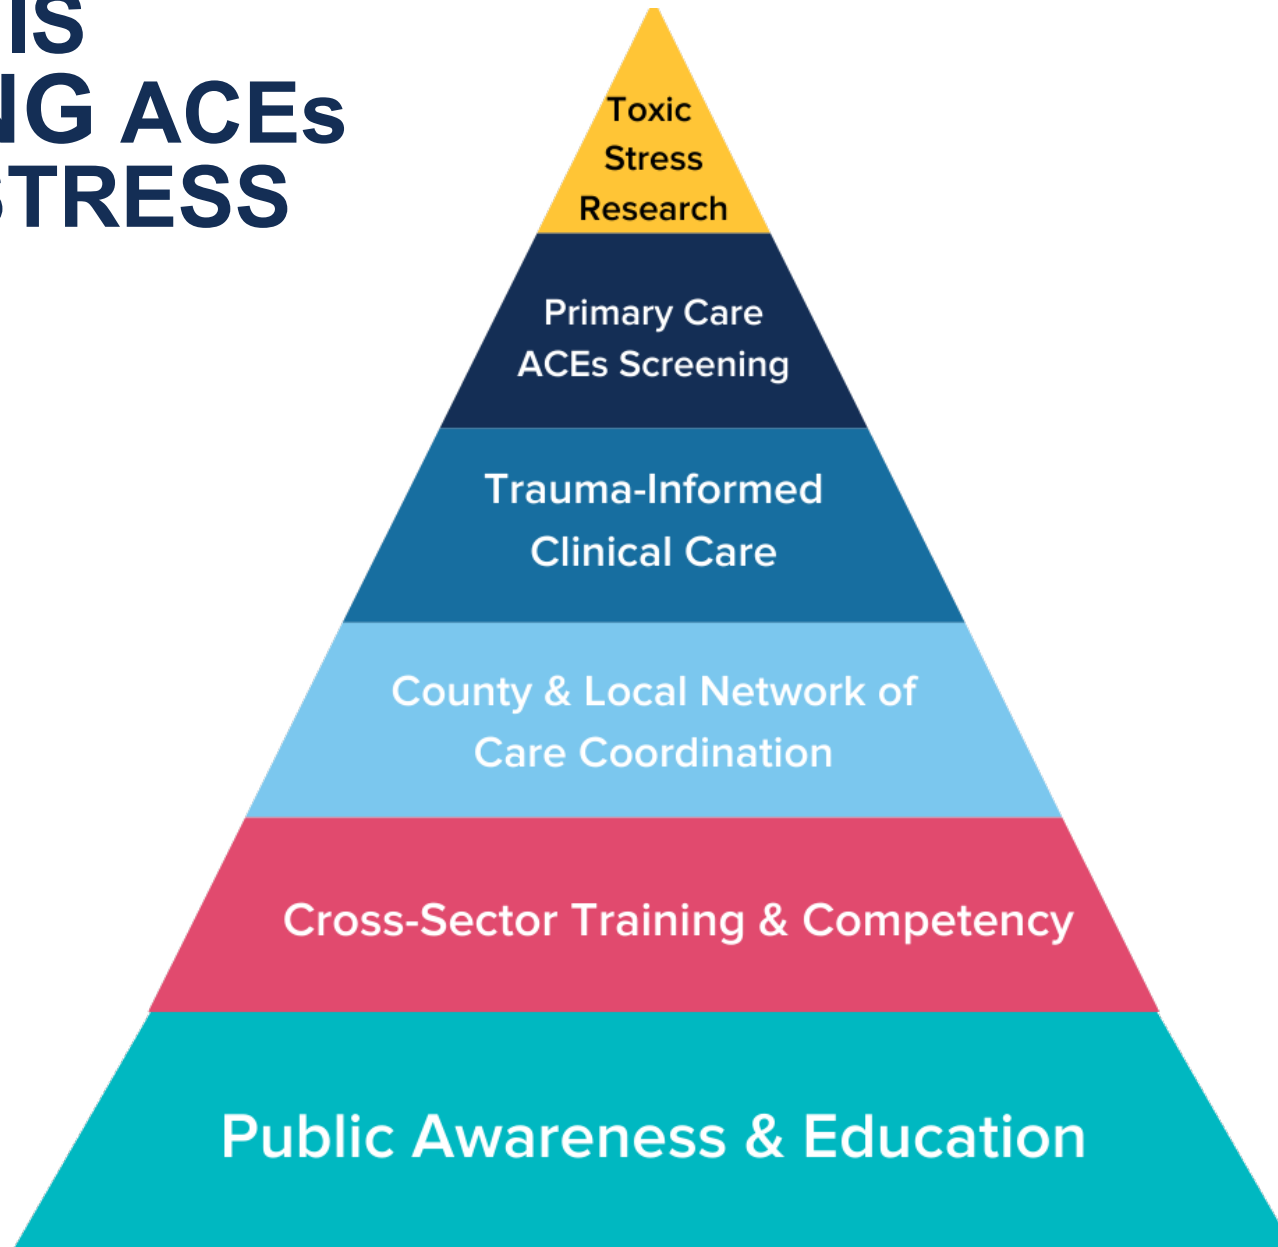 IS
NG ACEs
STRESS
Toxic
Stress
Research
Primary Care
ACEs Screening
Trauma-Informed
Clinical Care
County & Local Network of
Care Coordination
Cross-Sector Training & Competency
Public Awareness & Education